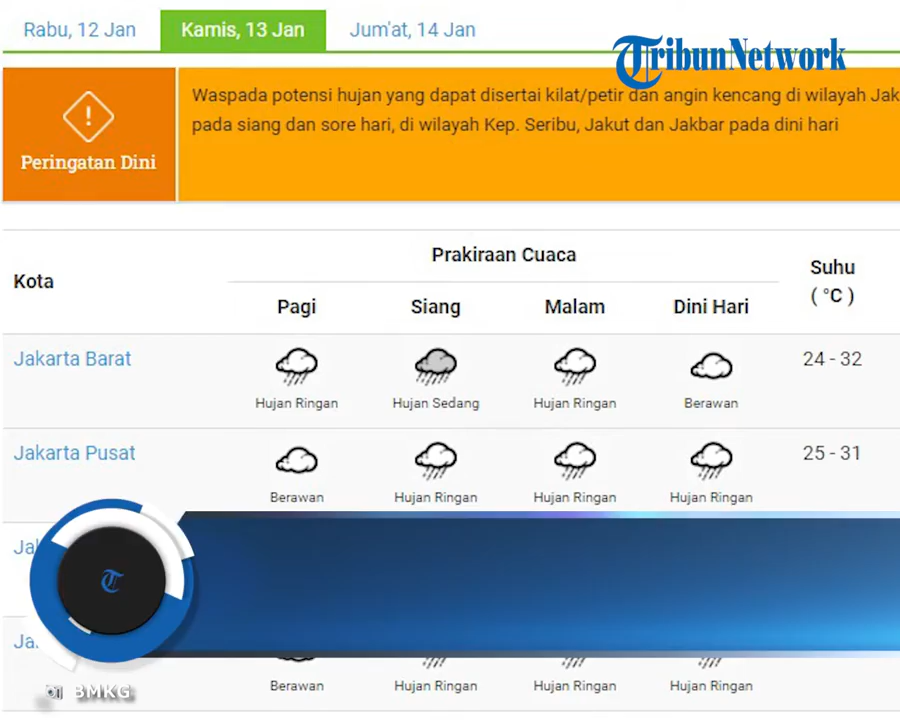 Rabu, 12 Jan Kamis, 13 Jan Jum'at, 14 Jan
TribunNetwork
Peringatan Dini
Waspada potensi hujan yang dapat disertai kilat/petir dan angin kencang di wilayah Jak
pada siang dan sore hari, di wilayah Kep. Seribu, Jakut dan Jakbar pada dini hari
Kota Prakiraan Cuaca Suhu
( °C )
Pagi Siang Malam Dini Hari
Jakarta Barat 24 - 32
Hujan Ringan Hujan Sedang Hujan Ringan Berawan
Jakarta Pusat 25 - 31
Berawan Hujan Ringan Hujan Ringan Hujan Ringan
Berawan Hujan Ringan Hujan Ringan Hujan Ringan
BMKG